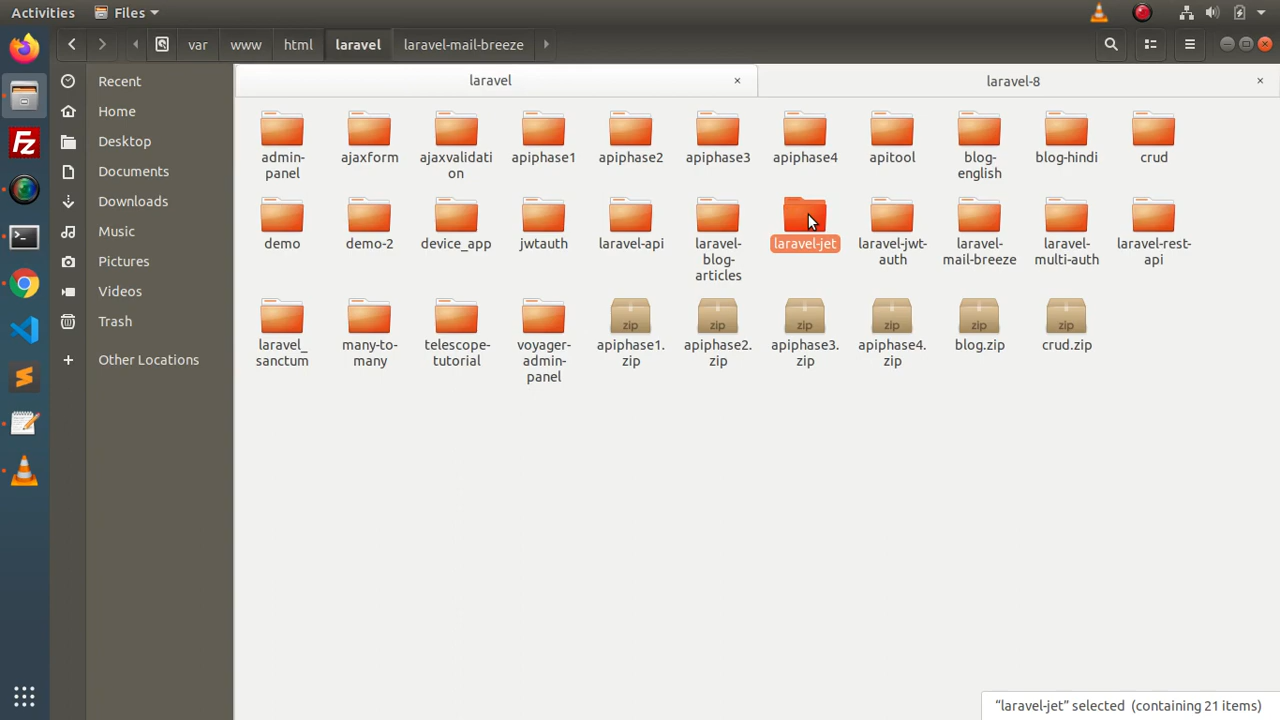 Activities
Files
var
www
html
laravel
laravel-mail-breeze
Recent
Home
Desktop
Documents
Downloads
Music
Pictures
Videos
Trash
Other Locations
laravel
laravel-8
admin-
panel
ajaxform
ajaxvalidati
on
apiphase1
apiphase2
apiphase3
apiphase4
apitool
blog-
english
blog-hindi
crud
demo
demo-2
device_app
jwtauth
laravel-api
laravel-
blog-
articles
laravel-jet
laravel-jwt-
auth
laravel-
mail-breeze
laravel-
multi-auth
laravel-rest-
api
laravel_
sanctum
many-to-
many
telescope-
tutorial
voyager-
admin-
panel
zip
apiphase1.
zip
zip
apiphase2.
zip
zip
apiphase3.
zip
zip
apiphase4.
zip
zip
blog.zip
zip
crud.zip
Fz
“laravel-jet” selected (containing 21 items)